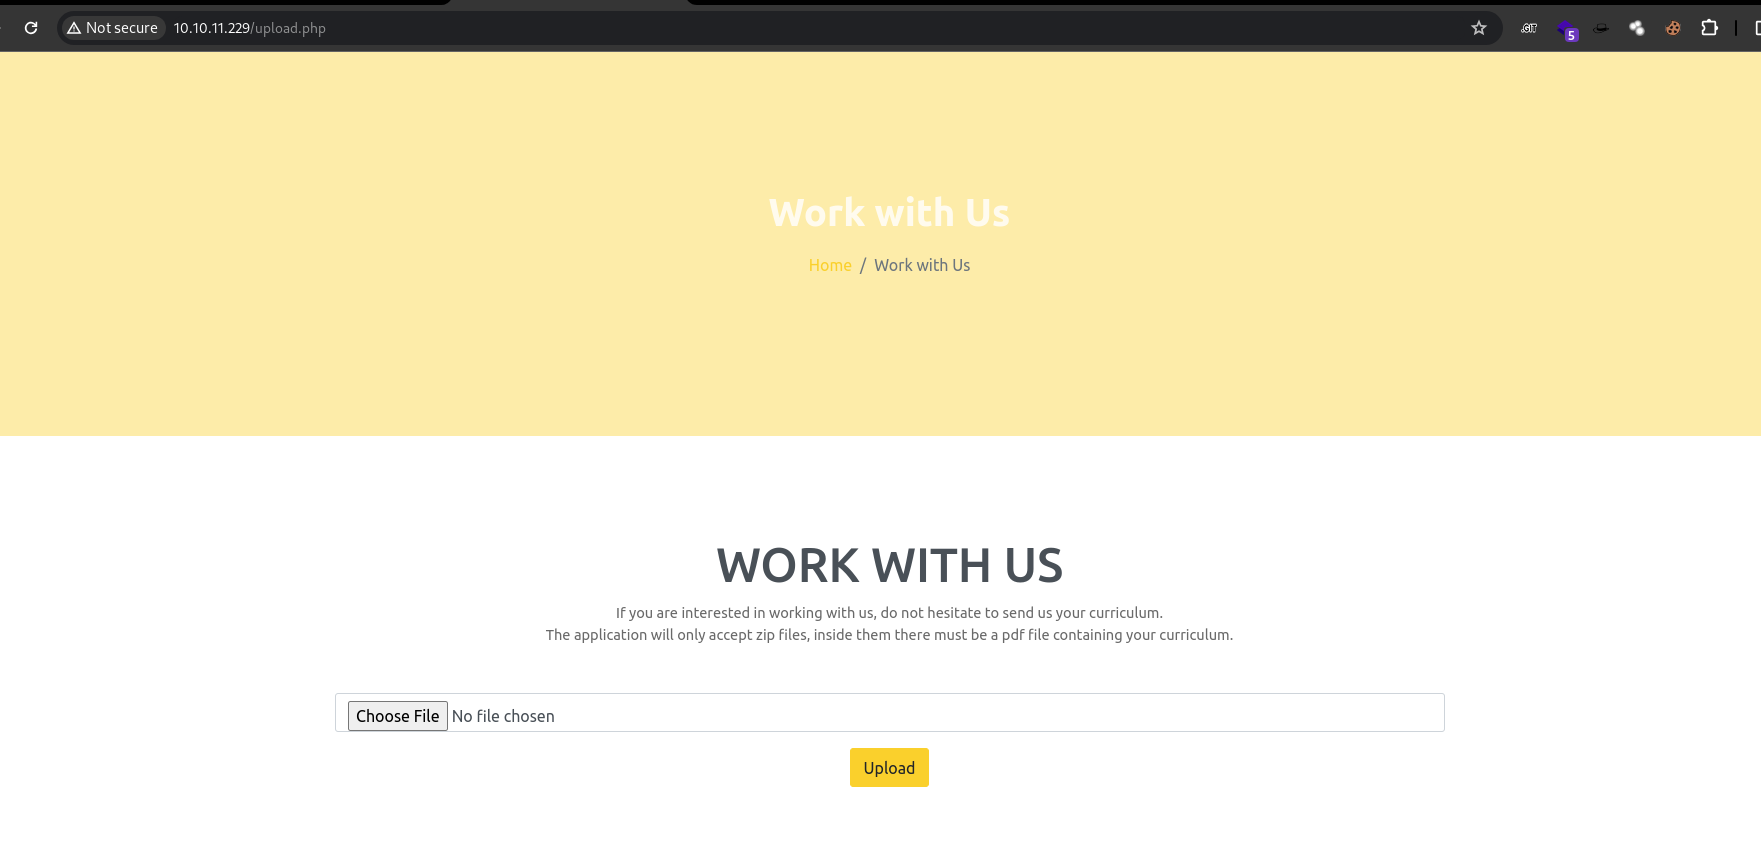 Not secure 10.10.11.229/upload.php
.GIT
5
Work with Us
Home / Work with Us
WORK WITH US
If you are interested in working with us, do not hesitate to send us your curriculum.
The application will only accept zip files, inside them there must be a pdf file containing your curriculum.
Choose File No file chosen
Upload